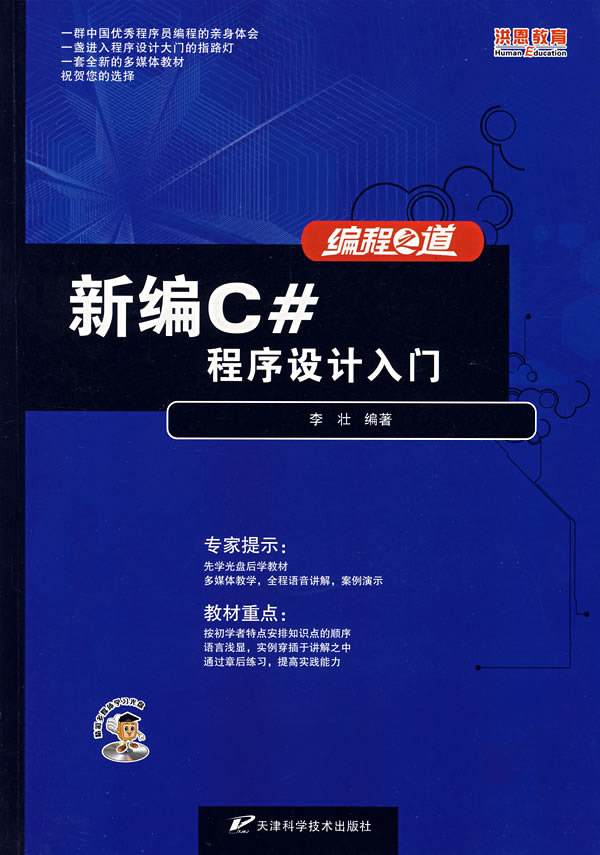 一群中国优秀程序员编程的亲身体会
一盏进入程序设计大门的指路灯
一套全新的多媒体教材
祝贺您的选择
洪恩教育
Human Education
编程之道
新编C#
程序设计入门
李 壮 编著
专家提示：
先学光盘后学教材
多媒体教学，全程语音讲解，案例演示
教材重点：
按初学者特点安排知识点的顺序
语言浅显，实例穿插于讲解之中
通过章后练习，提高实践能力
天津科学技术出版社